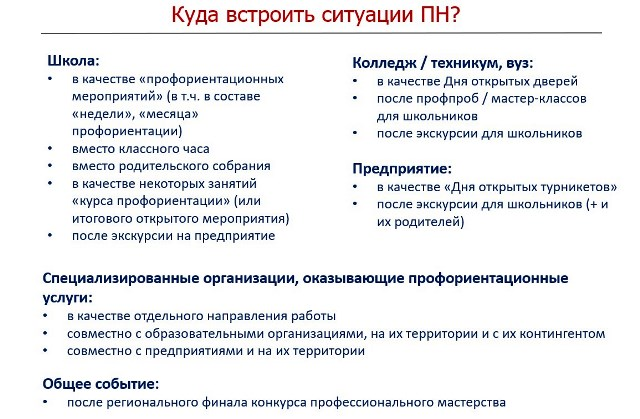 Куда встроить ситуации ПН?
Школа:
• в качестве «профориентационных
мероприятий» (в т.ч. в составе
«недели», «месяца»
профориентации)
• вместо классного часа
• вместо родительского собрания
• в качестве некоторых занятий
«курса профориентации» (или
итогового открытого мероприятия)
• после экскурсии на предприятие
Колледж / техникум, вуз:
• в качестве Дня открытых дверей
• после профпроб / мастер-классов
для школьников
• после экскурсии для школьников
Предприятие:
• в качестве «Дня открытых турникетов»
• после экскурсии для школьников (+ и
их родителей)
Специализированные организации, оказывающие профориентационные
услуги:
• в качестве отдельного направления работы
• совместно с образовательными организациями, на их территории и с их контингентом
• совместно с предприятиями и на их территории
Общее событие:
• после регионального финала конкурса профессионального мастерства